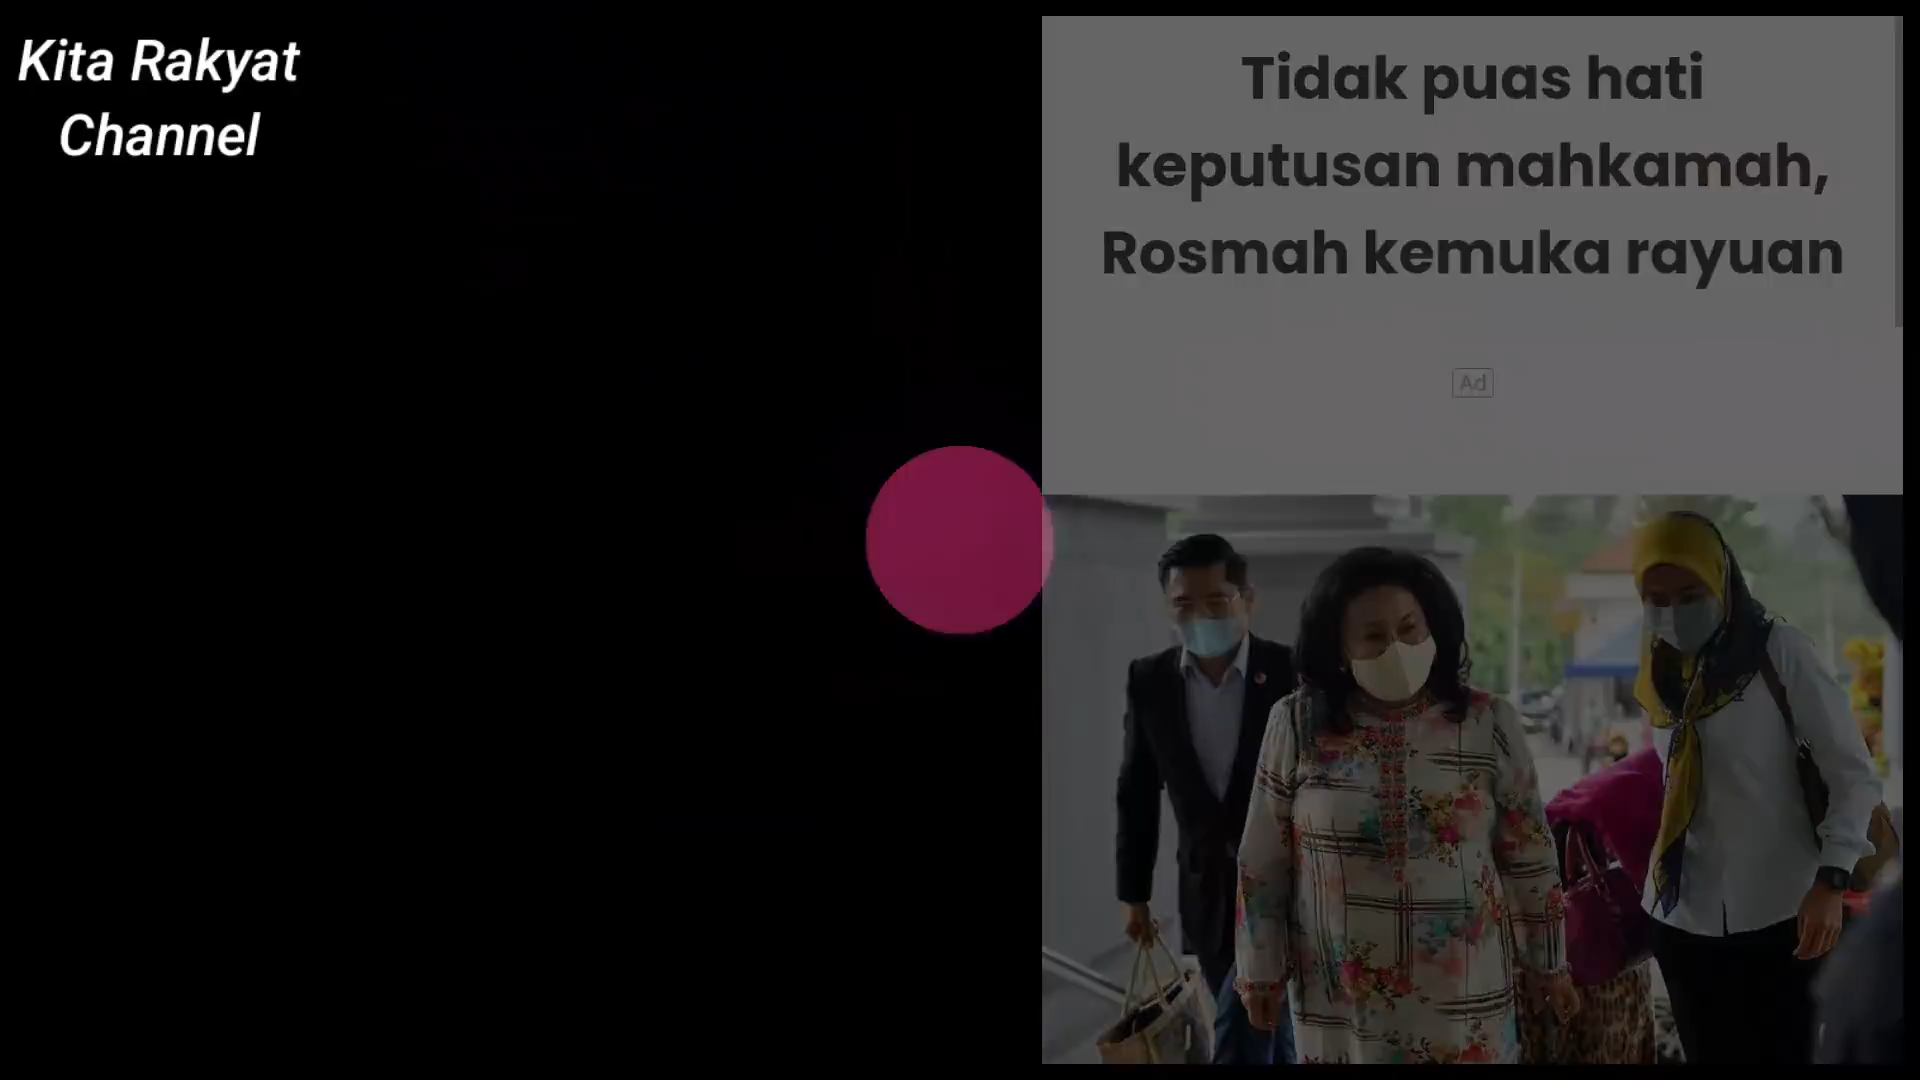 Kita Rakyat
Channel
Tidak puas hati
keputusan mahkamah,
Rosmah kemuka rayuan
Ad